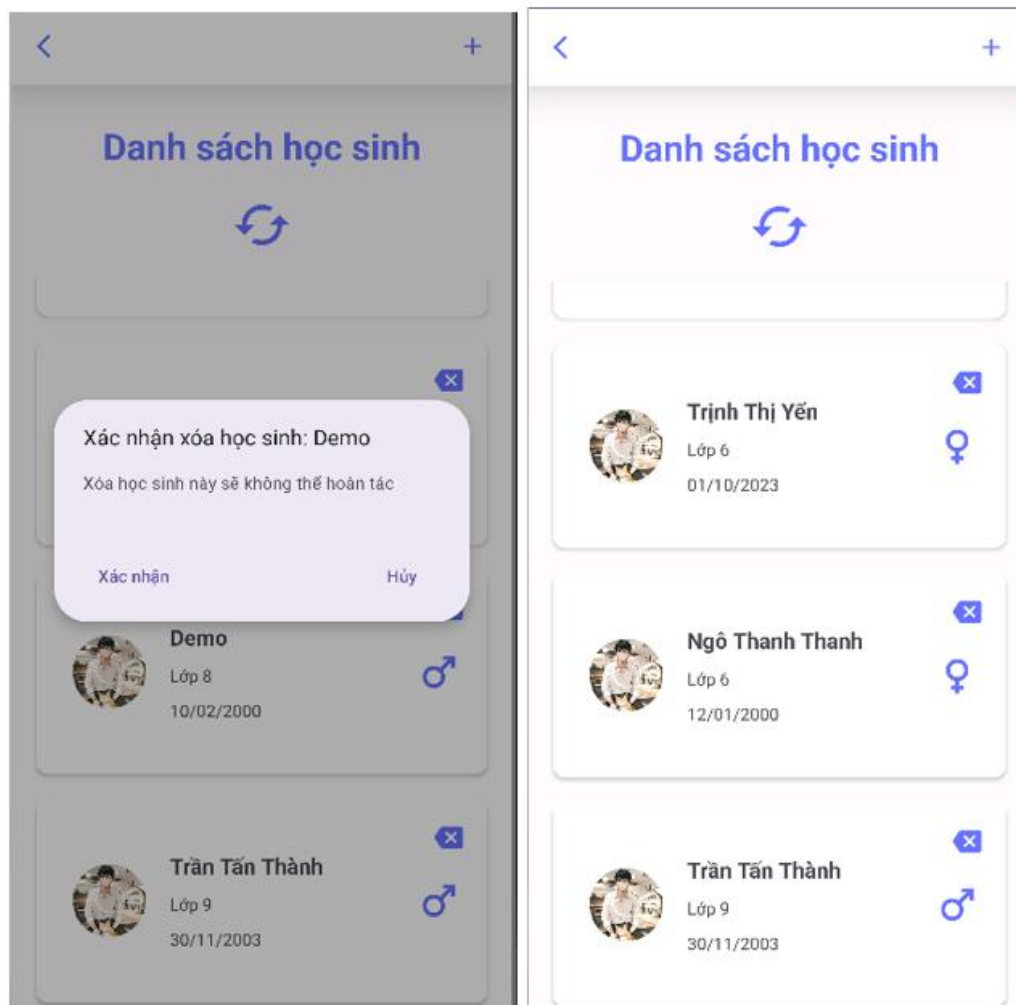 Danh sách học sinh
Xác nhận xóa học sinh: Demo
Xóa học sinh này sẽ không thể hoàn tác
Xác nhận
Hủy
Demo
Lớp 8
10/02/2000
Trần Tấn Thành
Lớp 9
30/11/2003
Danh sách học sinh
Trịnh Thị Yến
Lớp 6
01/10/2023
Ngô Thanh Thanh
Lớp 6
12/01/2000
Trần Tấn Thành
Lớp 9
30/11/2003